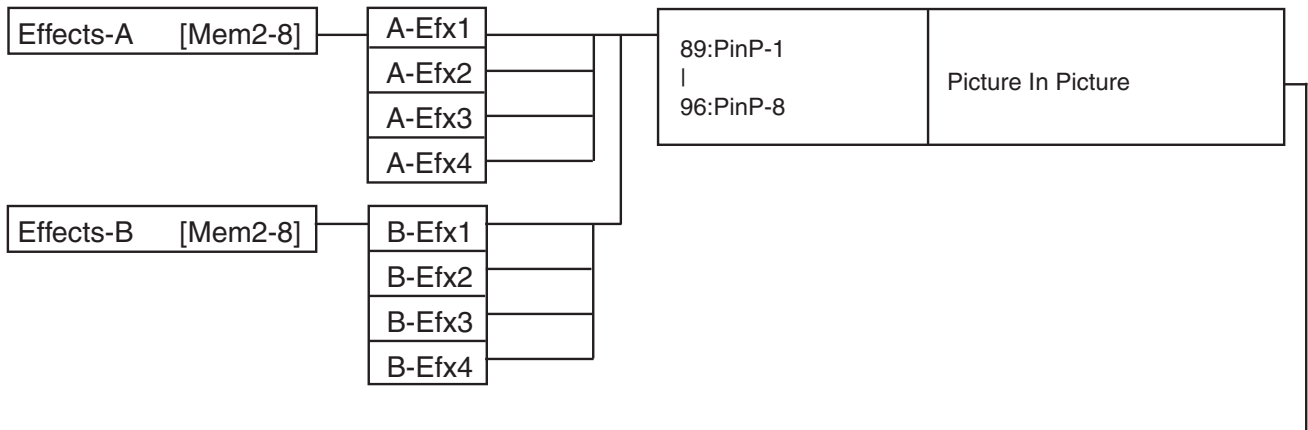 Effects-A [Mem2-8]
A-Efx1
A-Efx2
A-Efx3
A-Efx4
89:PinP-1
|
96:PinP-8
Picture In Picture
Effects-B [Mem2-8]
B-Efx1
B-Efx2
B-Efx3
B-Efx4